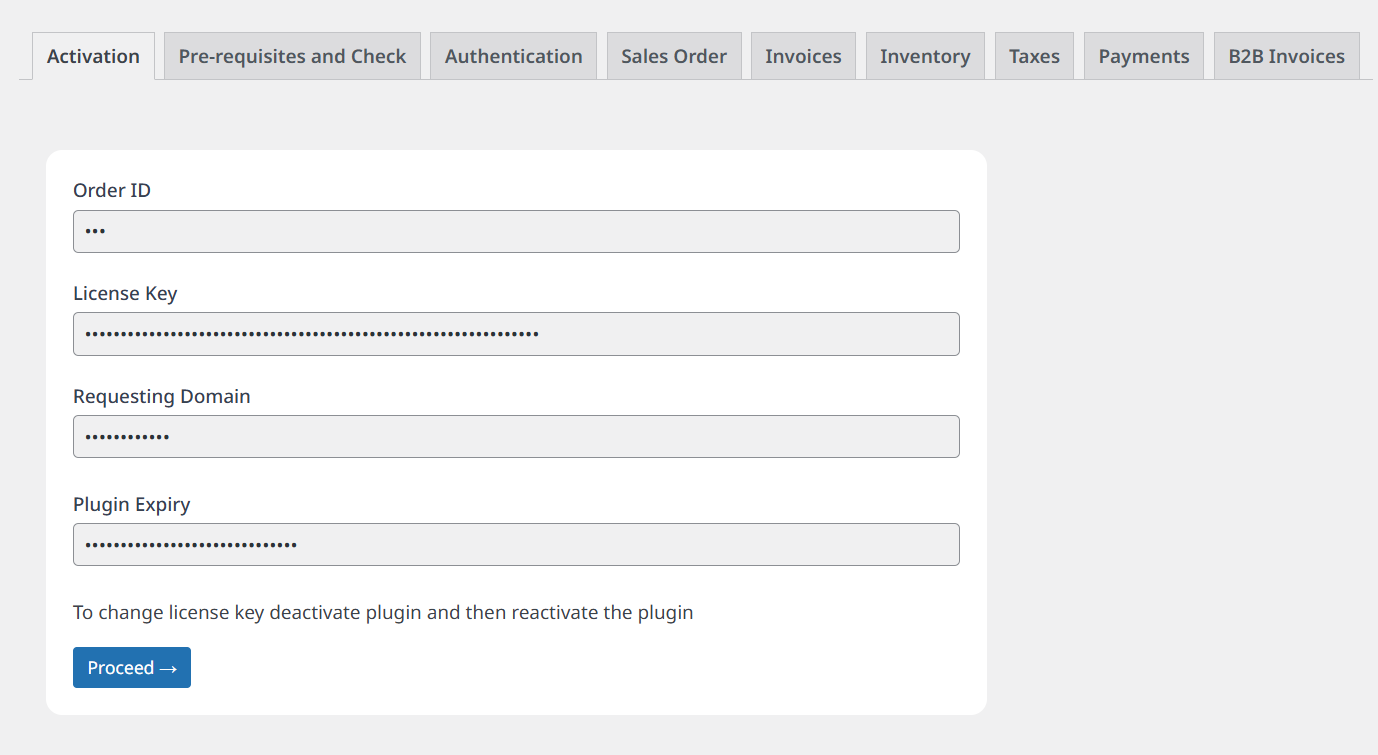 Activation Pre-requisites and Check Authentication Sales Order Invoices Inventory Taxes Payments B2B Invoices
Order ID
•••
License Key
••••••••••••••••••••••••••••••••••••••••••••••••••••••••••••••••
Requesting Domain
••••••••••••
Plugin Expiry
••••••••••••••••••••••••••••••
To change license key deactivate plugin and then reactivate the plugin
Proceed →